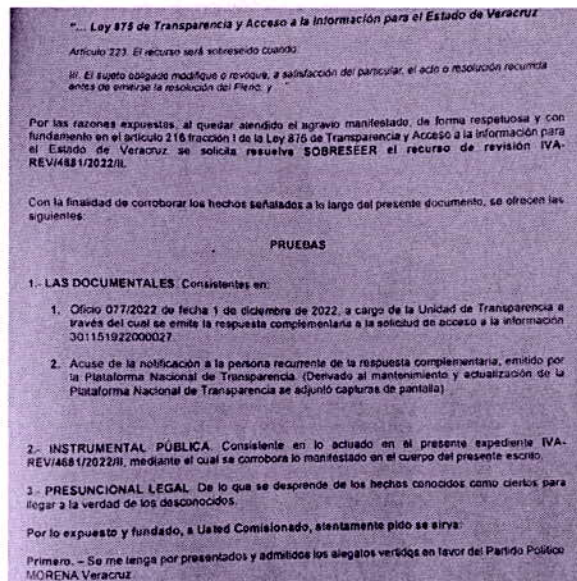 "... Ley 875 de Transparencia y Acceso a la Información para el Estado de Veracruz
Artículo 223. El recurso será sobreseído cuando:
III. El sujeto obligado modifique o revoque, a satisfacción del particular, el acto o resolución recurrida
antes de emitirse la resolución del Pleno, y
Por las razones expuestas, al quedar atendido el agravio manifestado, de forma respetuosa y con
fundamento en el artículo 216 fracción I de la Ley 875 de Transparencia y Acceso a la Información para
el Estado de Veracruz se solicita resuelva SOBRESEER el recurso de revisión IVA-
REV/4681/2022/II.
Con la finalidad de corroborar los hechos señalados a lo largo del presente documento, se ofrecen las
siguientes:
PRUEBAS
1.- LAS DOCUMENTALES. Consistentes en:
1. Oficio 077/2022 de fecha 1 de diciembre de 2022, a cargo de la Unidad de Transparencia a
través del cual se emite la respuesta complementaria a la solicitud de acceso a la información
301151922000027.
2. Acuse de la notificación a la persona recurrente de la respuesta complementaria, emitido por
la Plataforma Nacional de Transparencia. (Derivado al mantenimiento y actualización de la
Plataforma Nacional de Transparencia se adjuntó capturas de pantalla)
2.- INSTRUMENTAL PÚBLICA. Consistente en lo actuado en el presente expediente IVA-
REV/4681/2022/II, mediante el cual se corrobora lo manifestado en el cuerpo del presente escrito.
3.- PRESUNCIONAL LEGAL. De lo que se desprende de los hechos conocidos como ciertos para
llegar a la verdad de los desconocidos.
Por lo expuesto y fundado, a Usted Comisionado, atentamente pido se sirva:
Primero. – Se me tenga por presentados y admitidos los alegatos vertidos en favor del Partido Político
MORENA Veracruz